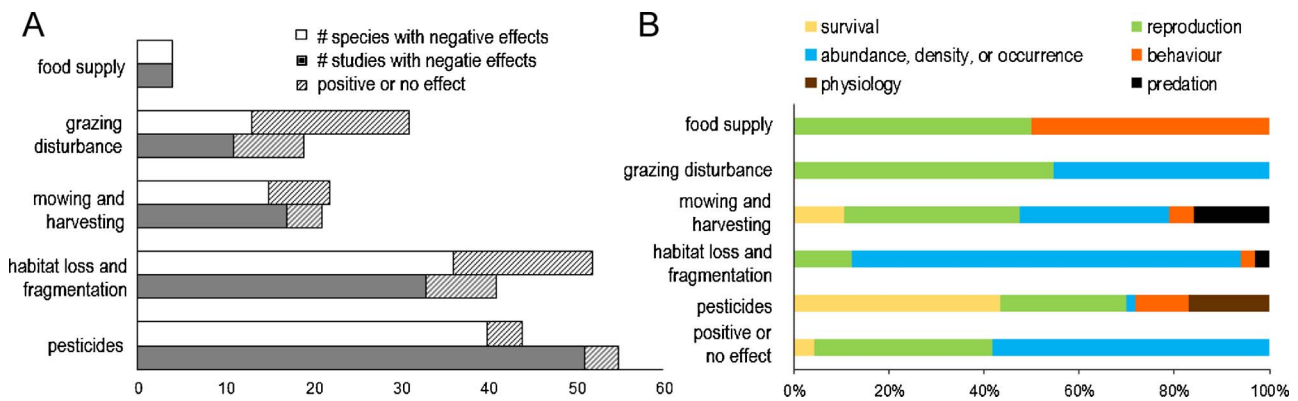 A
# species with negative effects
# studies with negatie effects
positive or no effect
food supply
grazing
disturbance
mowing and
harvesting
habitat loss and
fragmentation
pesticides
0 10 20 30 40 50 60
B
survival reproduction
abundance, density, or occurrence behaviour
physiology predation
food supply
grazing disturbance
mowing and
harvesting
habitat loss and
fragmentation
pesticides
positive or
no effect
0% 20% 40% 60% 80% 100%